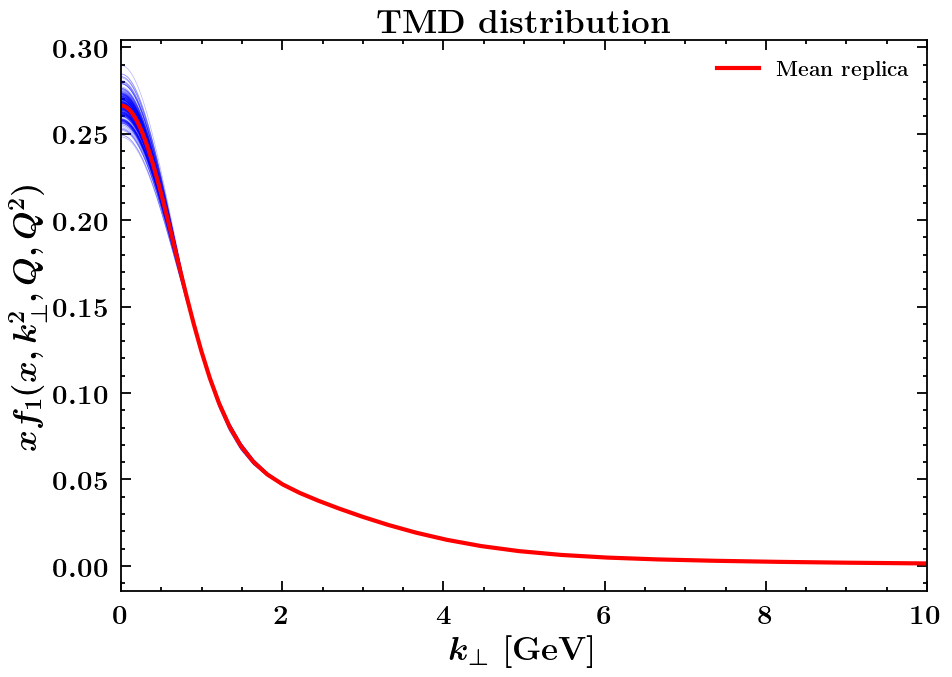 TMD distribution
Mean replica
xf₁(x, k²⊥, Q, Q²)
0.30
0.25
0.20
0.15
0.10
0.05
0.00
0 2 4 6 8 10
k⊥ [GeV]